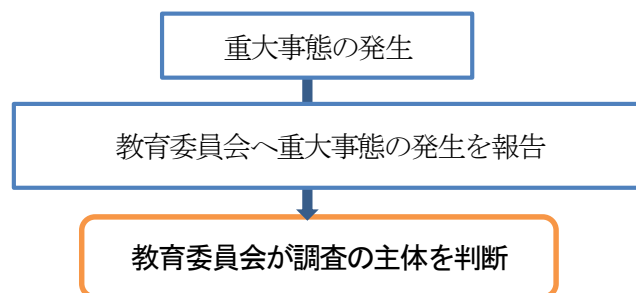 重大事態の発生
教育委員会へ重大事態の発生を報告
教育委員会が調査の主体を判断